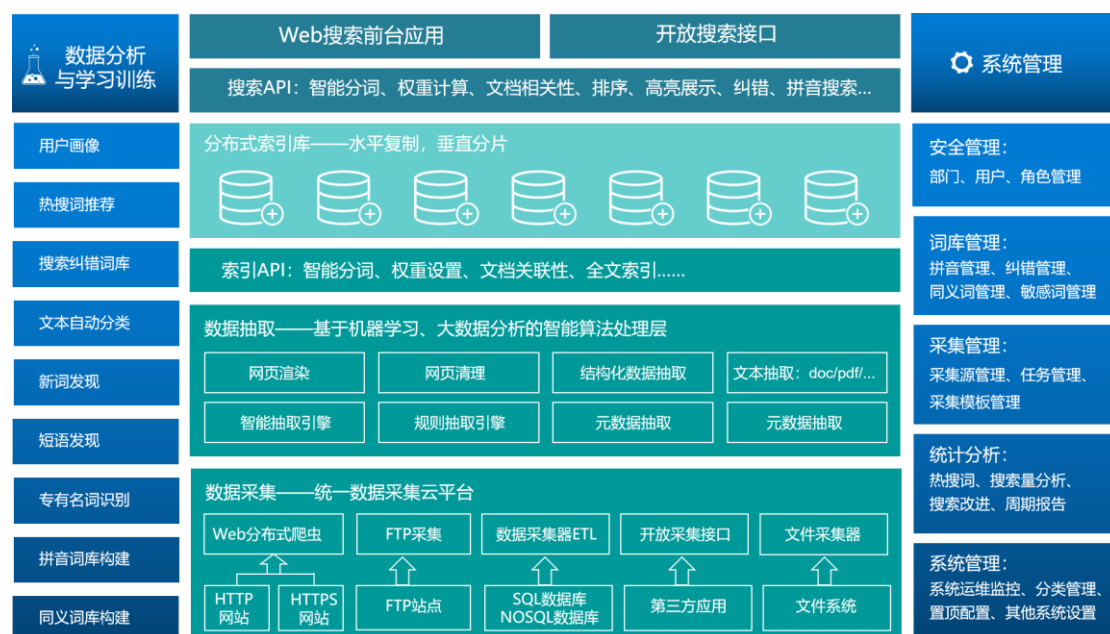 数据分析
与学习训练
用户画像
热搜词推荐
搜索纠错词库
文本自动分类
新词发现
短语发现
专有名词识别
拼音词库构建
同义词库构建
Web搜索前台应用
开放搜索接口
搜索API：智能分词、权重计算、文档相关性、排序、高亮展示、纠错、拼音搜索...
分布式索引库——水平复制，垂直分片
索引API：智能分词、权重设置、文档关联性、全文索引......
数据抽取——基于机器学习、大数据分析的智能算法处理层
网页渲染
网页清理
结构化数据抽取
文本抽取：doc/pdf/...
智能抽取引擎
规则抽取引擎
元数据抽取
元数据抽取
数据采集——统一数据采集云平台
Web分布式爬虫
FTP采集
数据采集器ETL
开放采集接口
文件采集器
HTTP
网站
HTTPS
网站
FTP站点
SQL数据库
NOSQL数据库
第三方应用
文件系统
系统管理
安全管理：
部门、用户、角色管理
词库管理：
拼音管理、纠错管理、
同义词管理、敏感词管理
采集管理：
采集源管理、任务管理、
采集模板管理
统计分析：
热搜词、搜索量分析、
搜索改进、周期报告
系统管理：
系统运维监控、分类管理、
置顶配置、其他系统设置